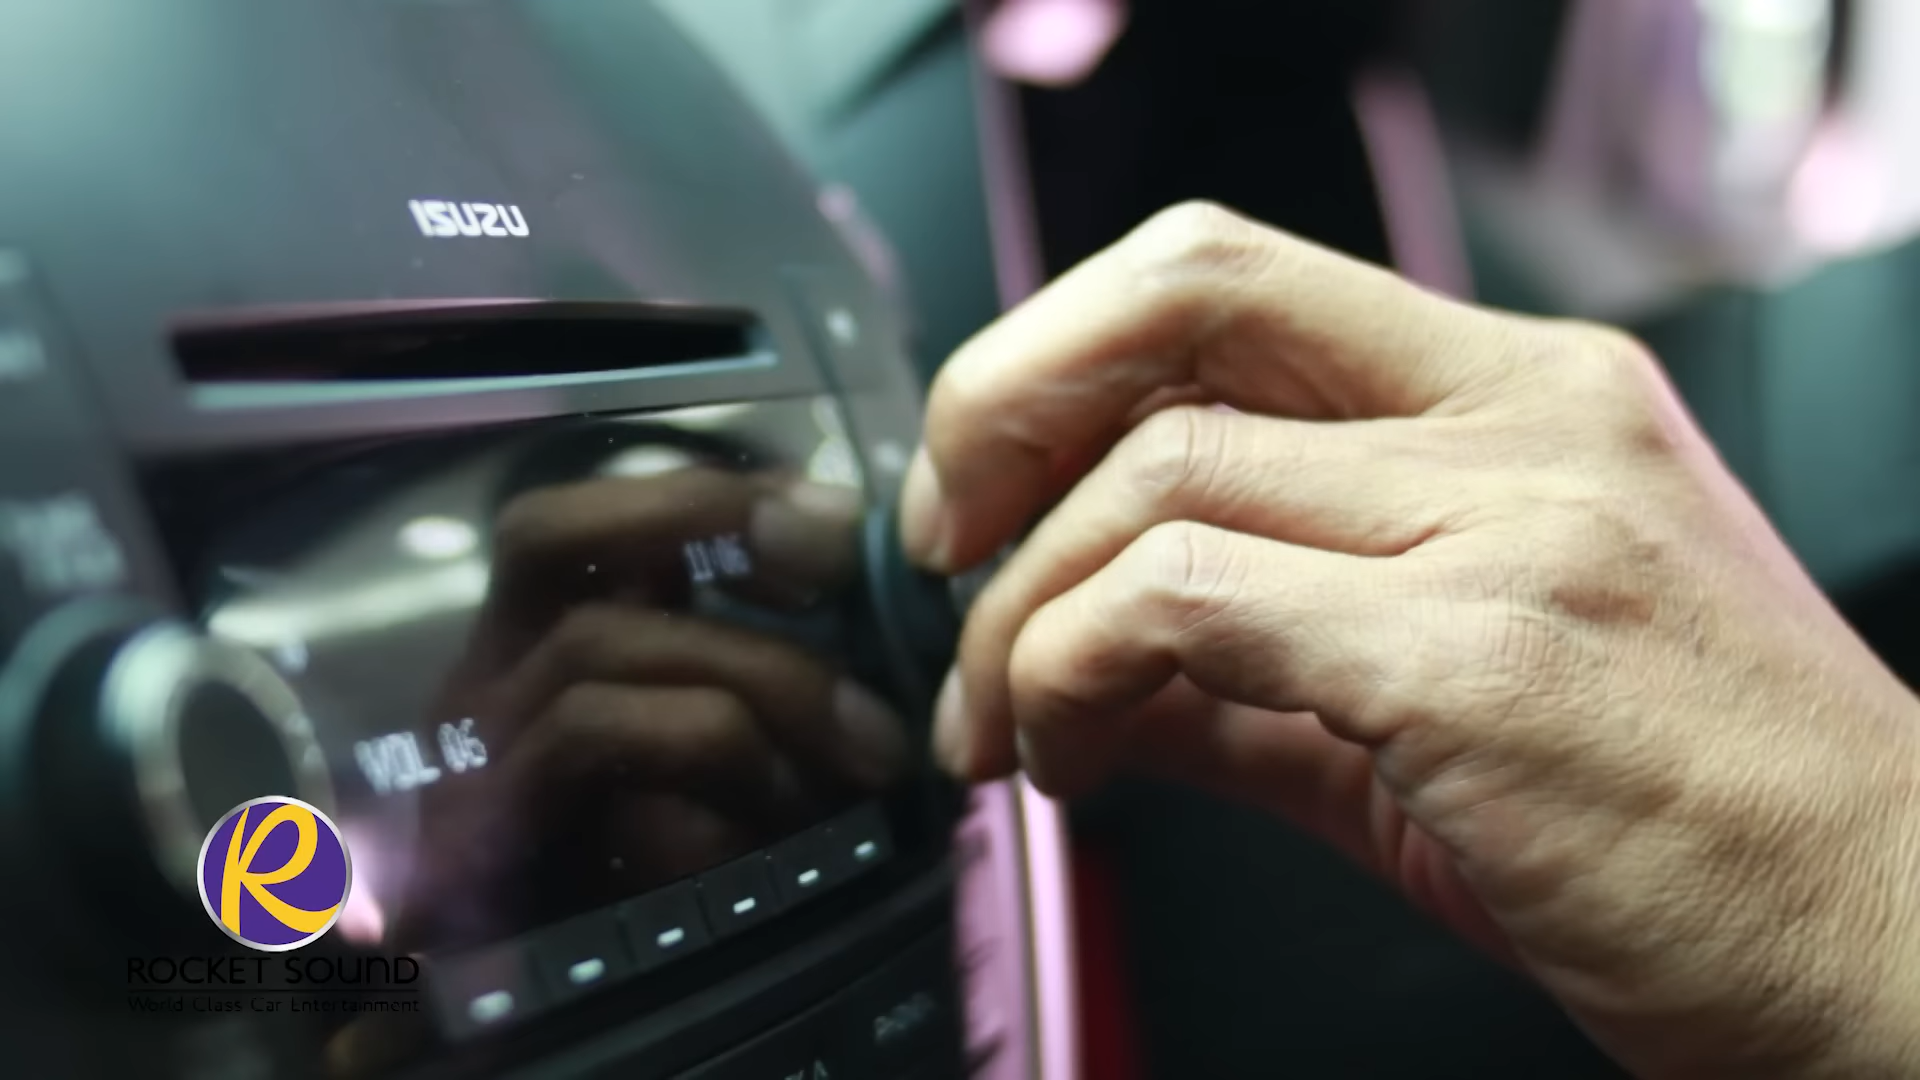 ISUZU
11:06
VOL 06
R
ROCKET SOUND
World Class Car Entertainment